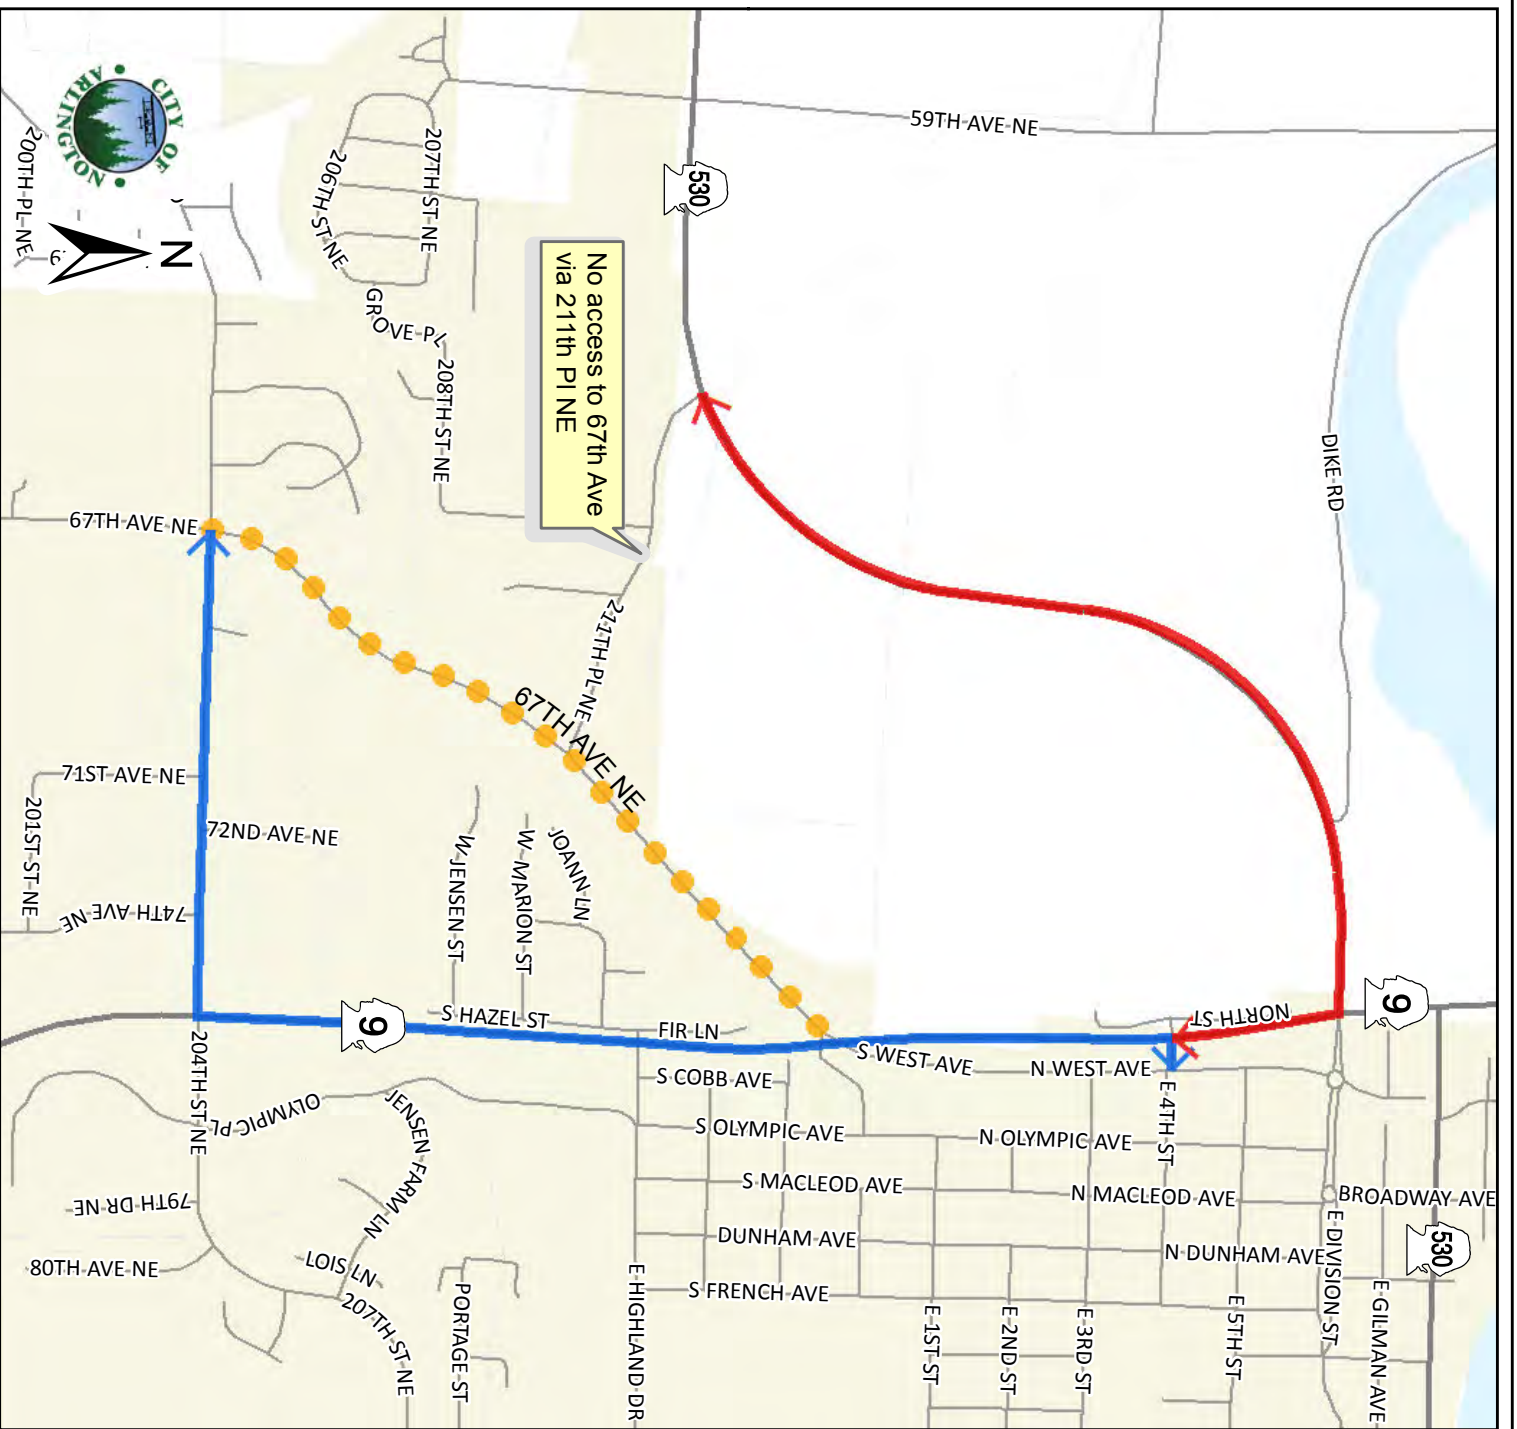 CITY OF
ARLINGTON
N
200TH PL NE
530
59TH AVE NE
207TH ST NE
206TH ST NE
GROVE PL
208TH ST NE
No access to 67th Ave
via 211th Pl NE
DIKE RD
67TH AVE NE
211TH PL NE
67TH AVE NE
71ST AVE NE
72ND AVE NE
201ST ST NE
74TH AVE NE
W JENSEN ST
W MARION ST
JOANN LN
9
S HAZEL ST
FIR LN
NORTH ST
9
204TH ST NE
OLYMPIC PL
JENSEN FARM LN
S COBB AVE
S WEST AVE
N WEST AVE
E 4TH ST
S OLYMPIC AVE
N OLYMPIC AVE
S MACLEOD AVE
N MACLEOD AVE
BROADWAY AVE
79TH DR NE
80TH AVE NE
LOIS LN
207TH ST NE
PORTAGE ST
DUNHAM AVE
N DUNHAM AVE
S FRENCH AVE
E HIGHLAND DR
E 1ST ST
E 2ND ST
E 3RD ST
E 5TH ST
E DIVISION ST
E GILMAN AVE
530